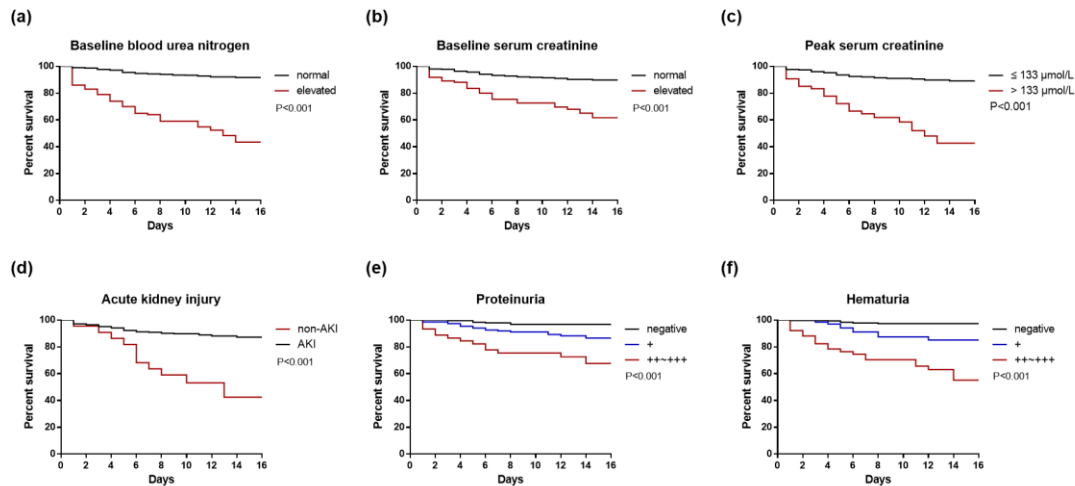 (a)
Baseline blood urea nitrogen
Percent survival
100
80
60
40
20
0
0 2 4 6 8 10 12 14 16
Days
normal
elevated
P<0.001
(b)
Baseline serum creatinine
Percent survival
100
80
60
40
20
0
0 2 4 6 8 10 12 14 16
Days
normal
elevated
P<0.001
(c)
Peak serum creatinine
Percent survival
100
80
60
40
20
0
0 2 4 6 8 10 12 14 16
Days
≤ 133 µmol/L
> 133 µmol/L
P<0.001
(d)
Acute kidney injury
Percent survival
100
80
60
40
20
0
0 2 4 6 8 10 12 14 16
Days
non-AKI
AKI
P<0.001
(e)
Proteinuria
Percent survival
100
80
60
40
20
0
0 2 4 6 8 10 12 14 16
Days
negative
+
++~+++
P<0.001
(f)
Hematuria
Percent survival
100
80
60
40
20
0
0 2 4 6 8 10 12 14 16
Days
negative
+
++~+++
P<0.001